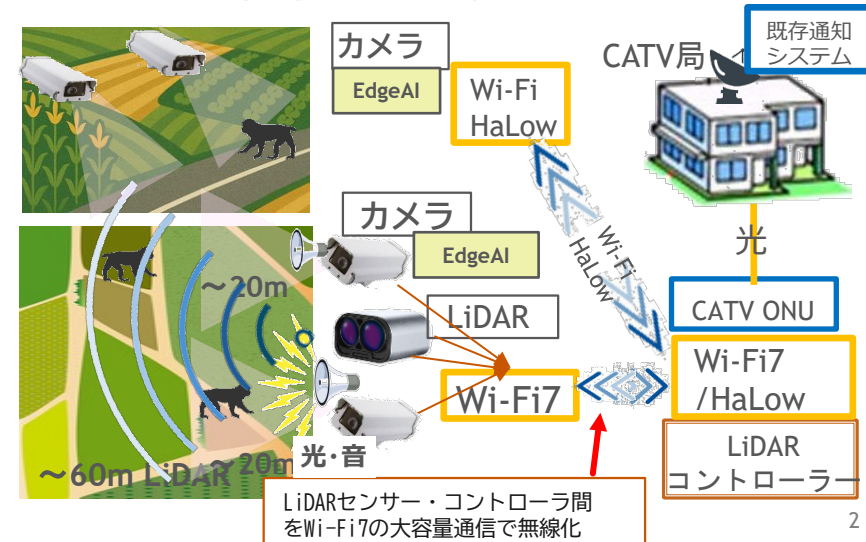 カメラ
EdgeAI
Wi-Fi
HaLow
CATV局
既存通知
システム
カメラ
EdgeAI
Wi-Fi
HaLow
光
～20m
LiDAR
CATV ONU
Wi-Fi7
Wi-Fi7
/HaLow
～60m LiDAR
～20m
光・音
LiDAR
コントローラー
LiDARセンサー・コントローラ間
をWi-Fi7の大容量通信で無線化
2